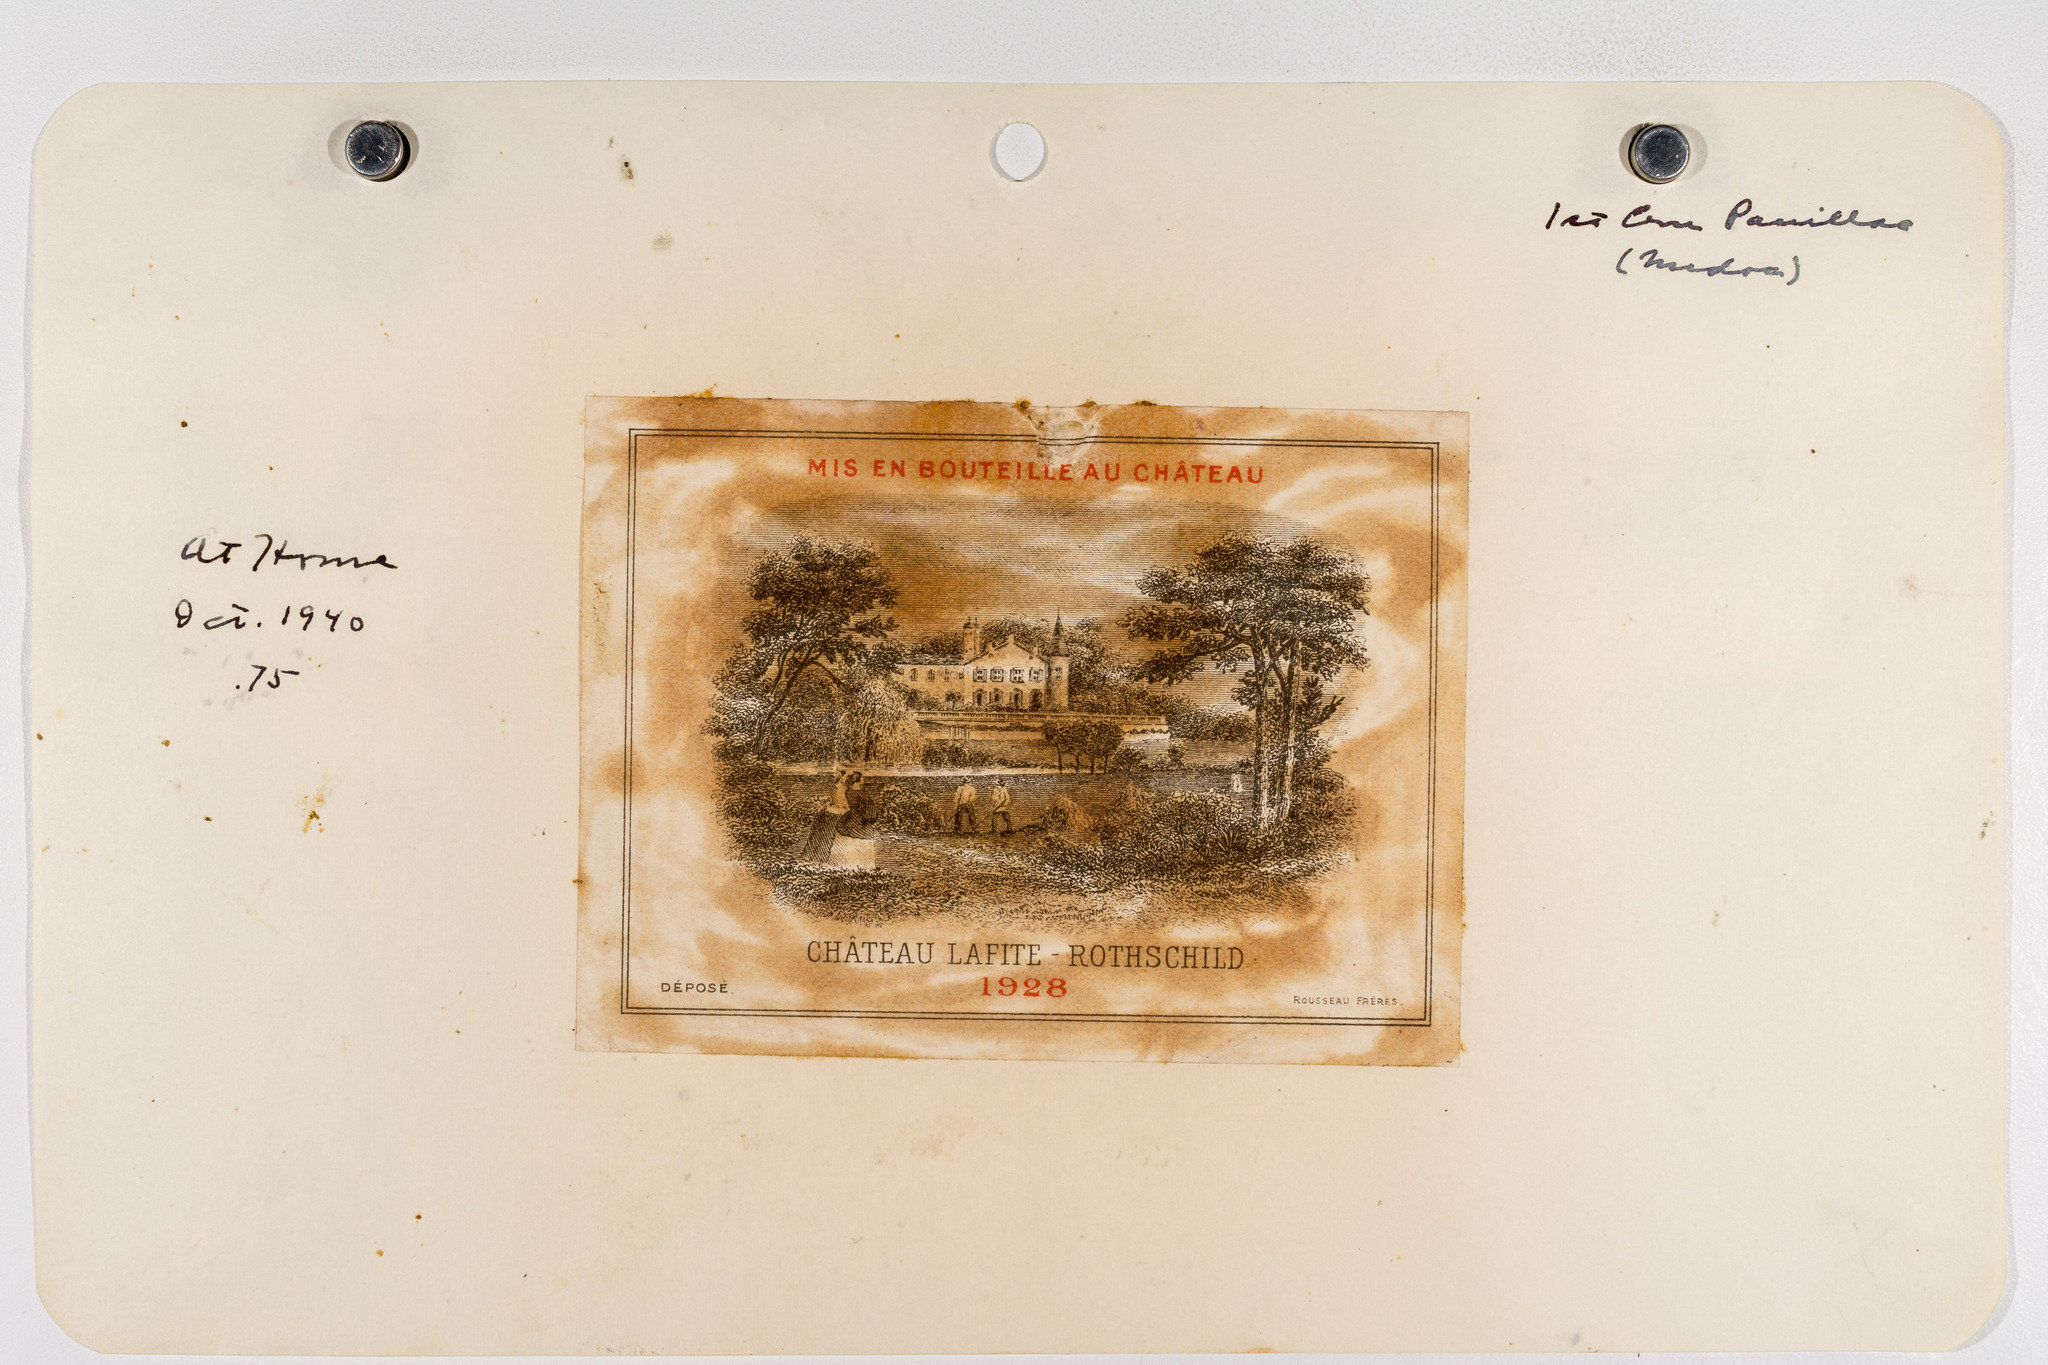 1st Cru Pauillac
(Medoc)
At Home
Oct. 1940
.75
MIS EN BOUTEILLE AU CHÂTEAU
CHÂTEAU LAFITE - ROTHSCHILD
1928
DÉPOSÉ.
ROUSSEAU FRÈRES.